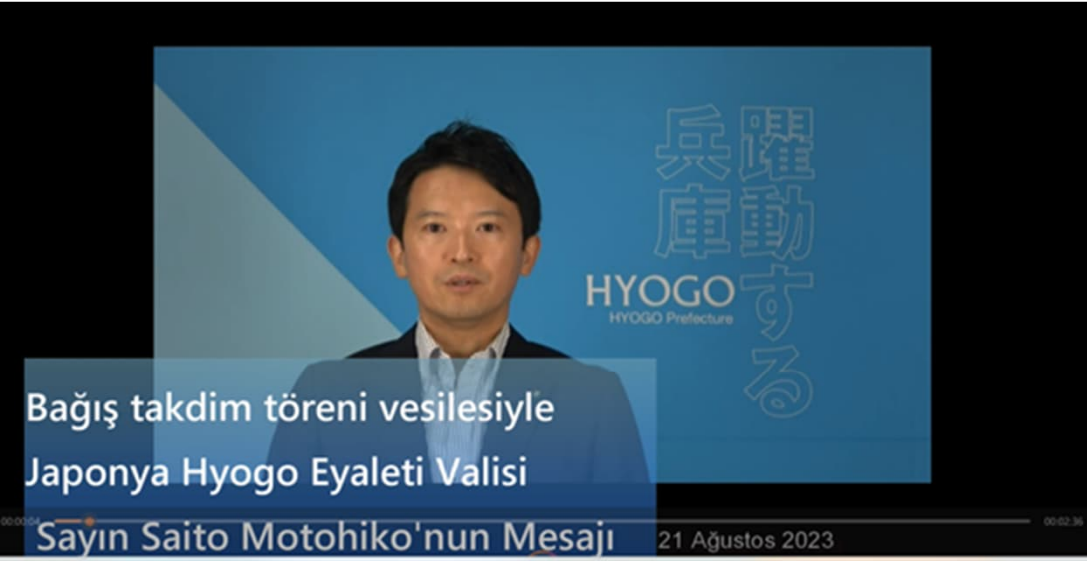 躍動する
兵庫
HYOGO
HYOGO Prefecture
Bağış takdim töreni vesilesiyle
Japonya Hyogo Eyaleti Valisi
Sayın Saito Motohiko'nun Mesajı
21 Ağustos 2023
00:00:04
00:02:36